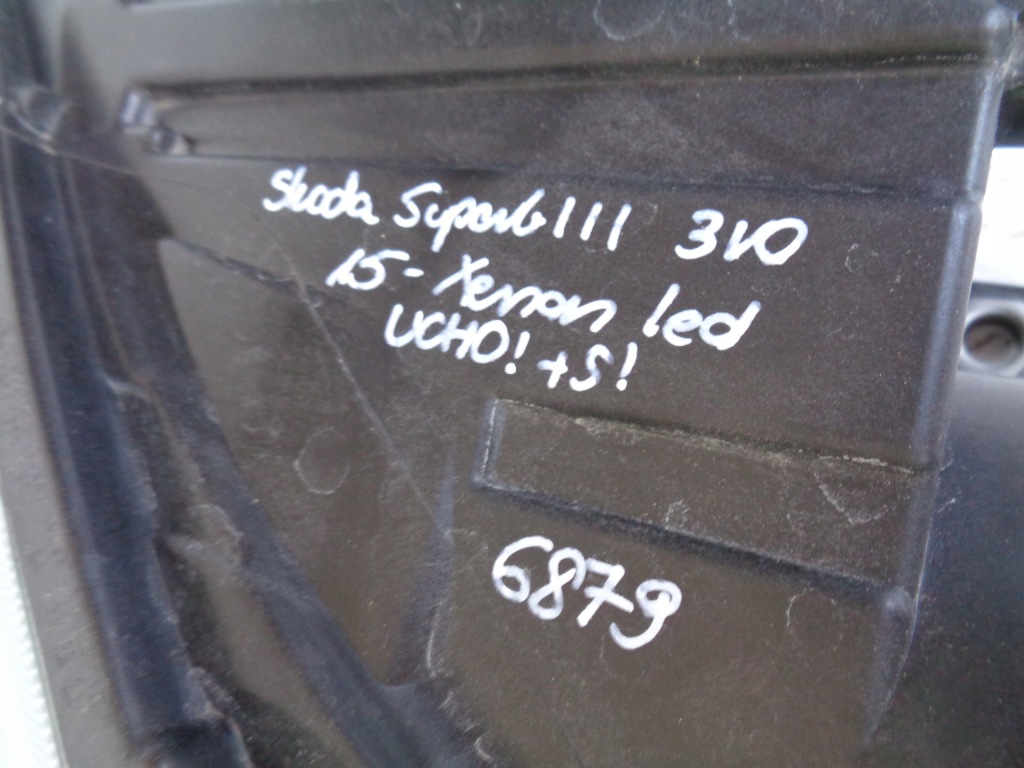 Skoda Superb III 3V0
15- Xenon led
UCHO! +S!
6879